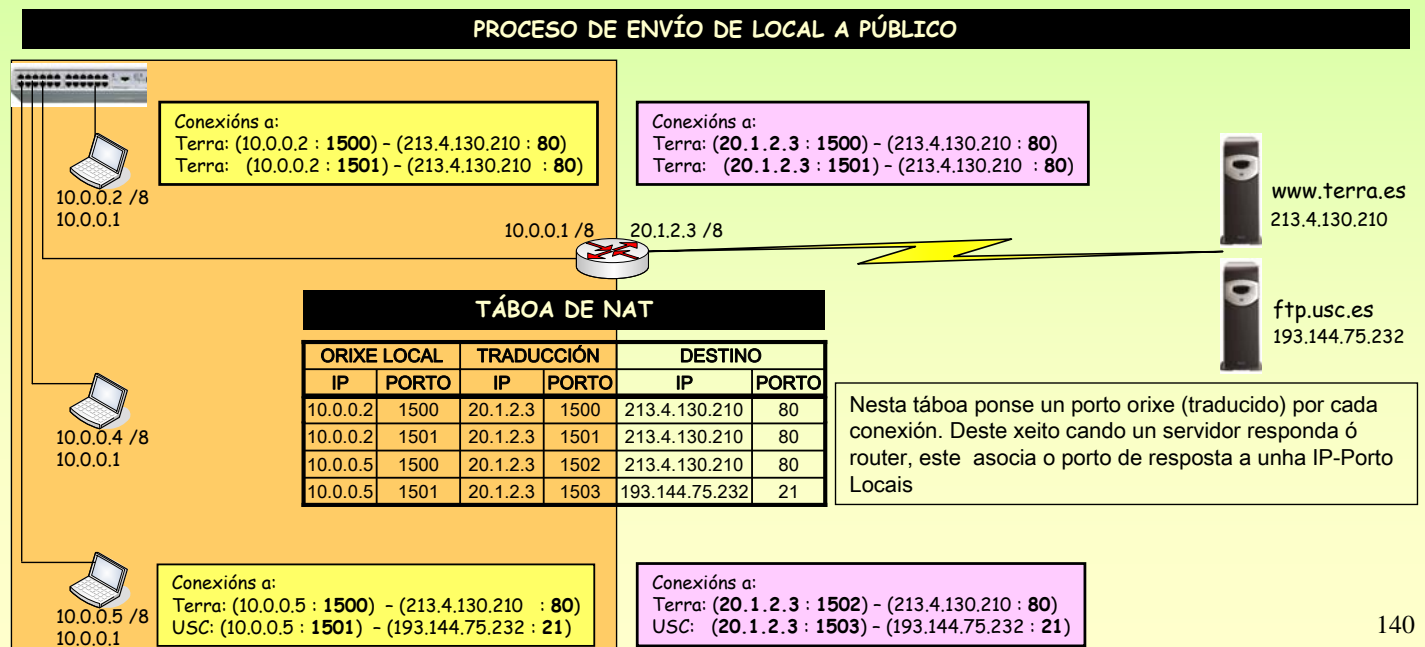 PROCESO DE ENVÍO DE LOCAL A PÚBLICO
Conexións a:
Terra: (10.0.0.2 : 1500) – (213.4.130.210 : 80)
Terra: (10.0.0.2 : 1501) – (213.4.130.210 : 80)
Conexións a:
Terra: (20.1.2.3 : 1500) – (213.4.130.210 : 80)
Terra: (20.1.2.3 : 1501) – (213.4.130.210 : 80)
10.0.0.2 /8
10.0.0.1
www.terra.es
213.4.130.210
10.0.0.1 /8
20.1.2.3 /8
ftp.usc.es
193.144.75.232
TÁBOA DE NAT
ORIXE LOCAL TRADUCCIÓN DESTINO
IP PORTO IP PORTO IP PORTO
10.0.0.2 1500 20.1.2.3 1500 213.4.130.210 80
10.0.0.2 1501 20.1.2.3 1501 213.4.130.210 80
10.0.0.5 1500 20.1.2.3 1502 213.4.130.210 80
10.0.0.5 1501 20.1.2.3 1503 193.144.75.232 21
10.0.0.4 /8
10.0.0.1
Nesta táboa ponse un porto orixe (traducido) por cada
conexión. Deste xeito cando un servidor responda ó
router, este asocia o porto de resposta a unha IP-Porto
Locais
10.0.0.5 /8
10.0.0.1
Conexións a:
Terra: (10.0.0.5 : 1500) – (213.4.130.210 : 80)
USC: (10.0.0.5 : 1501) – (193.144.75.232 : 21)
Conexións a:
Terra: (20.1.2.3 : 1502) – (213.4.130.210 : 80)
USC: (20.1.2.3 : 1503) – (193.144.75.232 : 21)
140